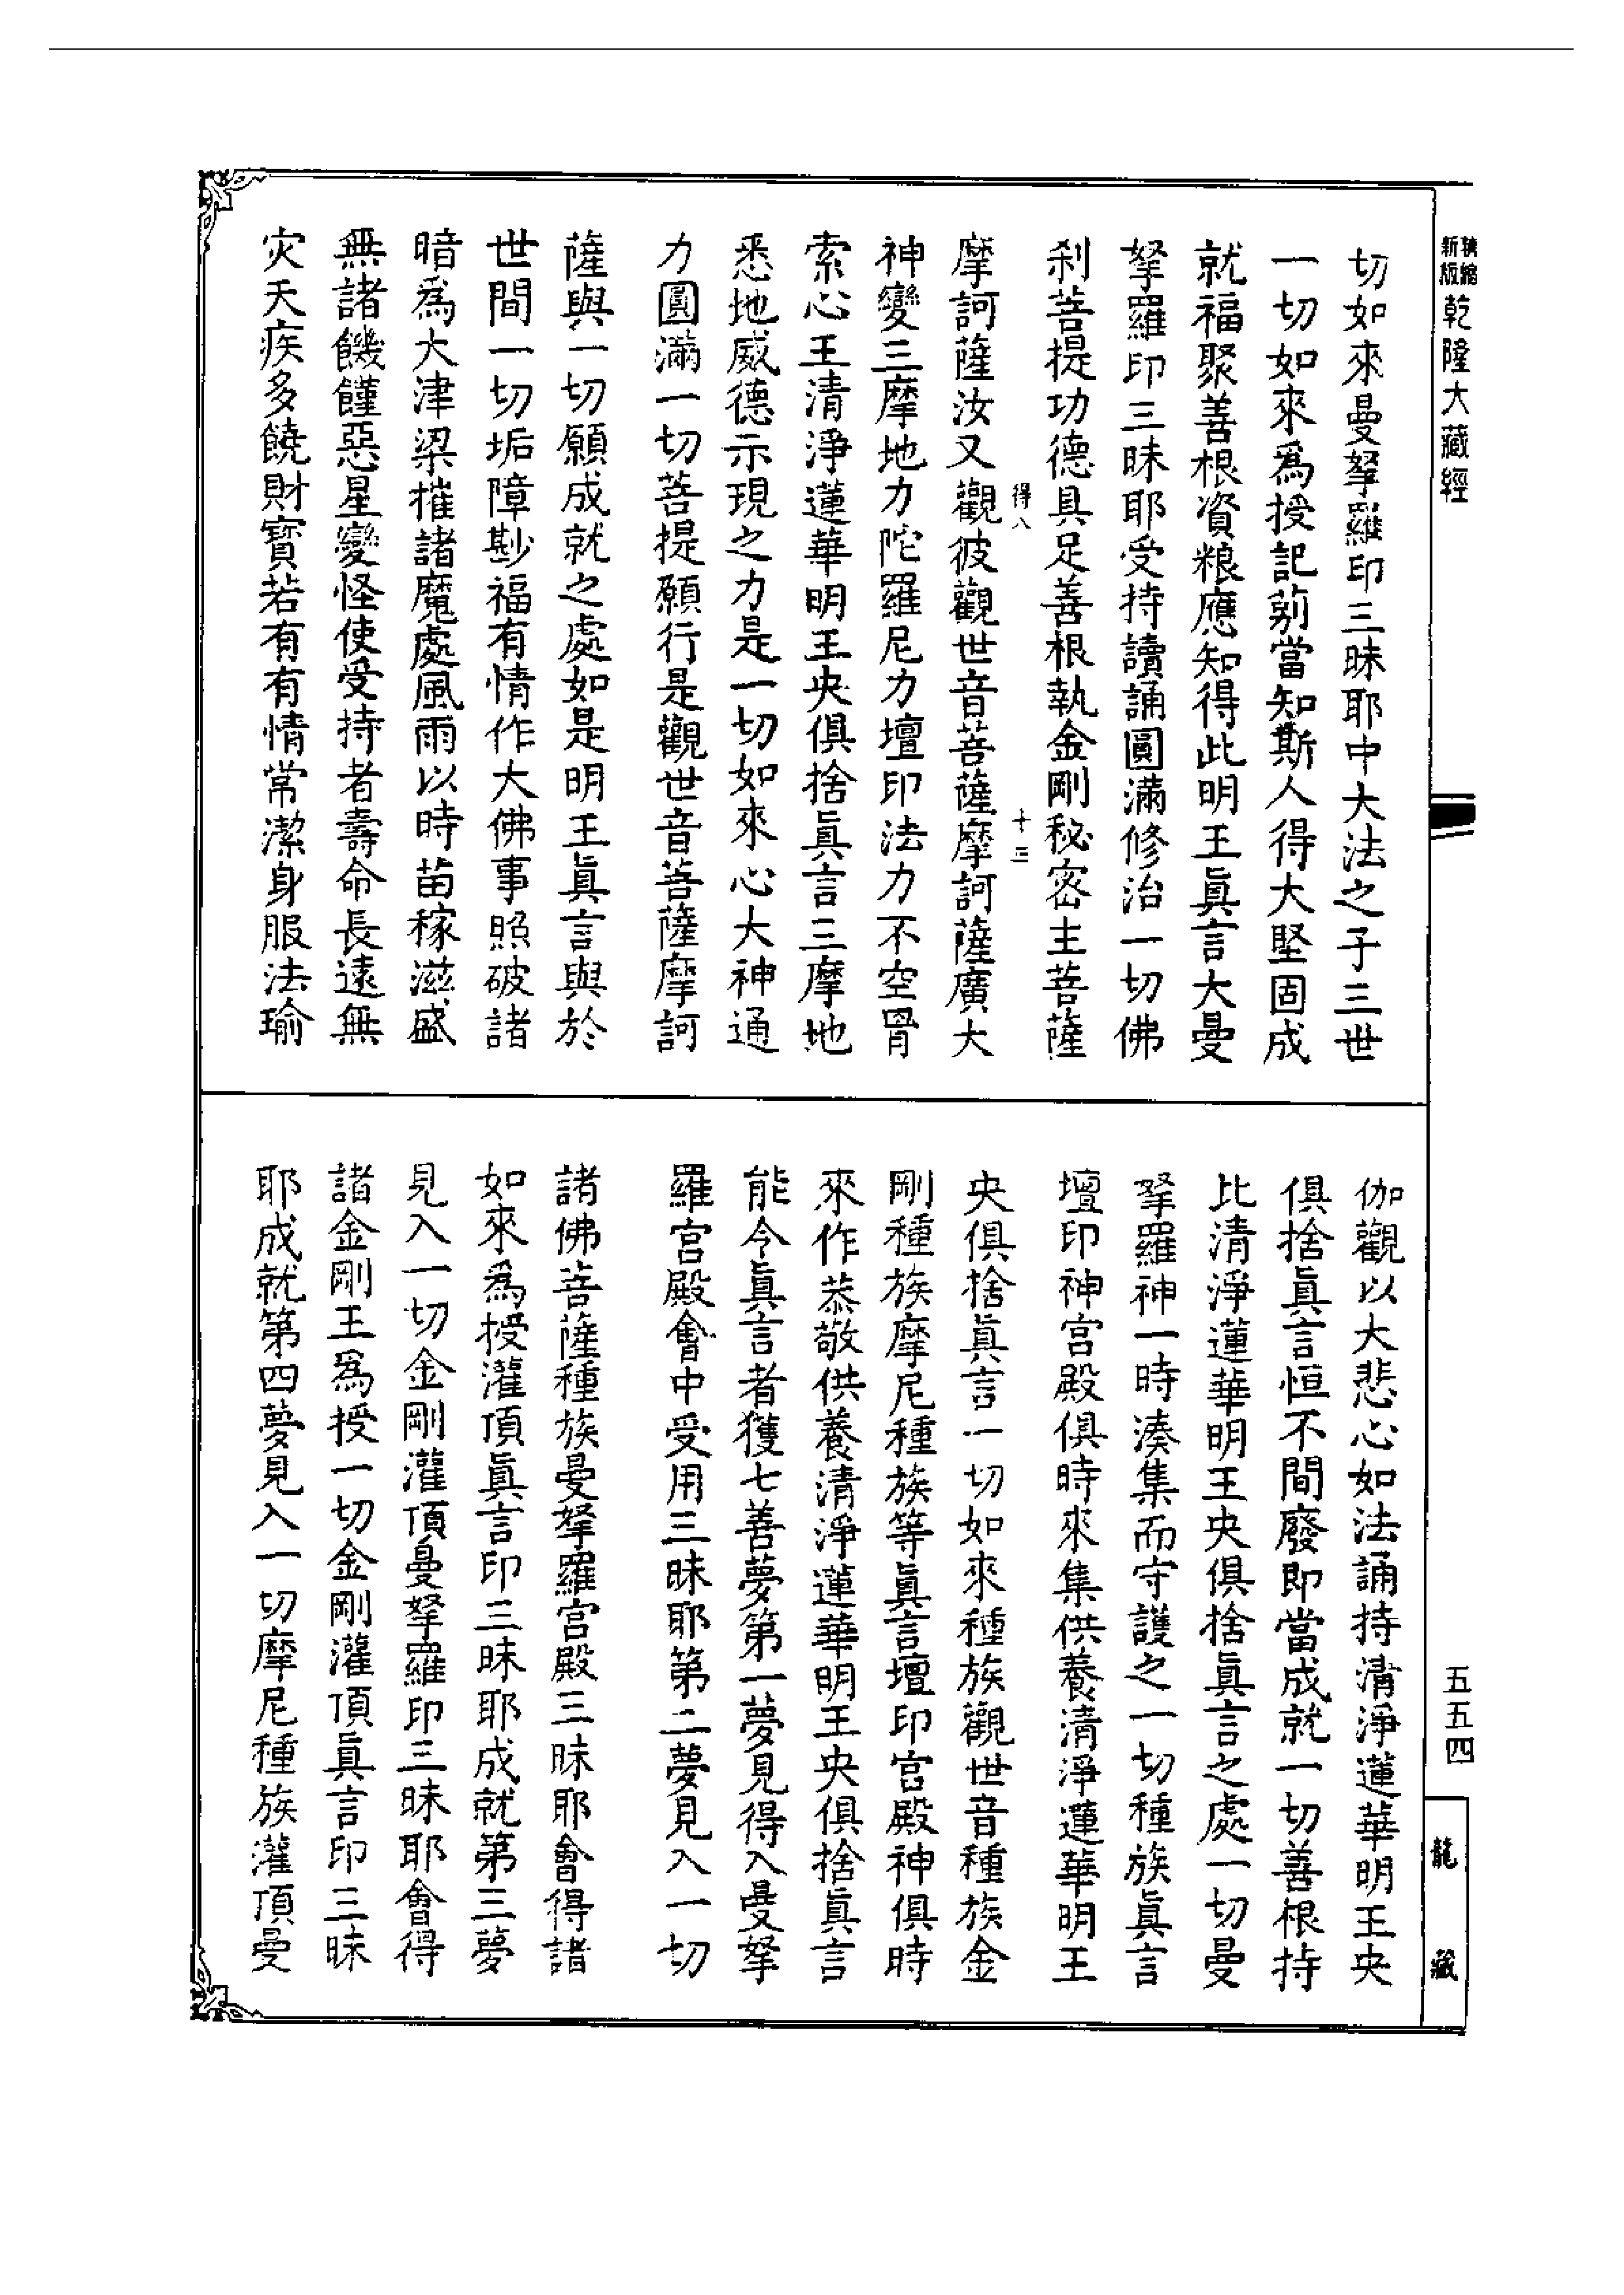 精縮
新版
乾隆大藏經
五五四
龍藏
切如來曼拏羅印三昧耶中大法之子三世
一切如來爲授記莂當知斯人得大堅固成
就福聚善根資粮應知得此明王眞言大曼
拏羅印三昧耶受持讀誦圓滿修治一切佛
刹菩提功德具足善根執金剛秘密主菩薩
得八
十三
摩訶薩汝又觀彼觀世音菩薩摩訶薩廣大
神變三摩地力陀羅尼力壇印法力不空罥
索心王清淨蓮華明王央俱捨眞言三摩地
悉地威德示現之力是一切如來心大神通
力圓滿一切菩提願行是觀世音菩薩摩訶
薩與一切願成就之處如是明王眞言與於
世間一切垢障尠福有情作大佛事照破諸
暗爲大津梁摧諸魔處風雨以時苗稼滋盛
無諸饑饉惡星變怪使受持者壽命長遠無
灾夭疾多饒財寶若有有情常潔身服法瑜
伽觀以大悲心如法誦持清淨蓮華明王央
俱捨眞言恒不間廢即當成就一切善根持
比清淨蓮華明王央俱捨眞言之處一切曼
拏羅神一時湊集而守護之一切種族眞言
壇印神宮殿俱時來集供養清淨蓮華明王
央俱捨眞言一切如來種族觀世音種族金
剛種族摩尼種族等眞言壇印宮殿神俱時
來作恭敬供養清淨蓮華明王央俱捨眞言
能令眞言者獲七善夢第一夢見得入曼拏
羅宮殿會中受用三昧耶第二夢見入一切
諸佛菩薩種族曼拏羅宮殿三昧耶會得諸
如來爲授灌頂眞言印三昧耶成就第三夢
見入一切金剛灌頂曼拏羅印三昧耶會得
諸金剛王爲授一切金剛灌頂眞言印三昧
耶成就第四夢見入一切摩尼種族灌頂曼